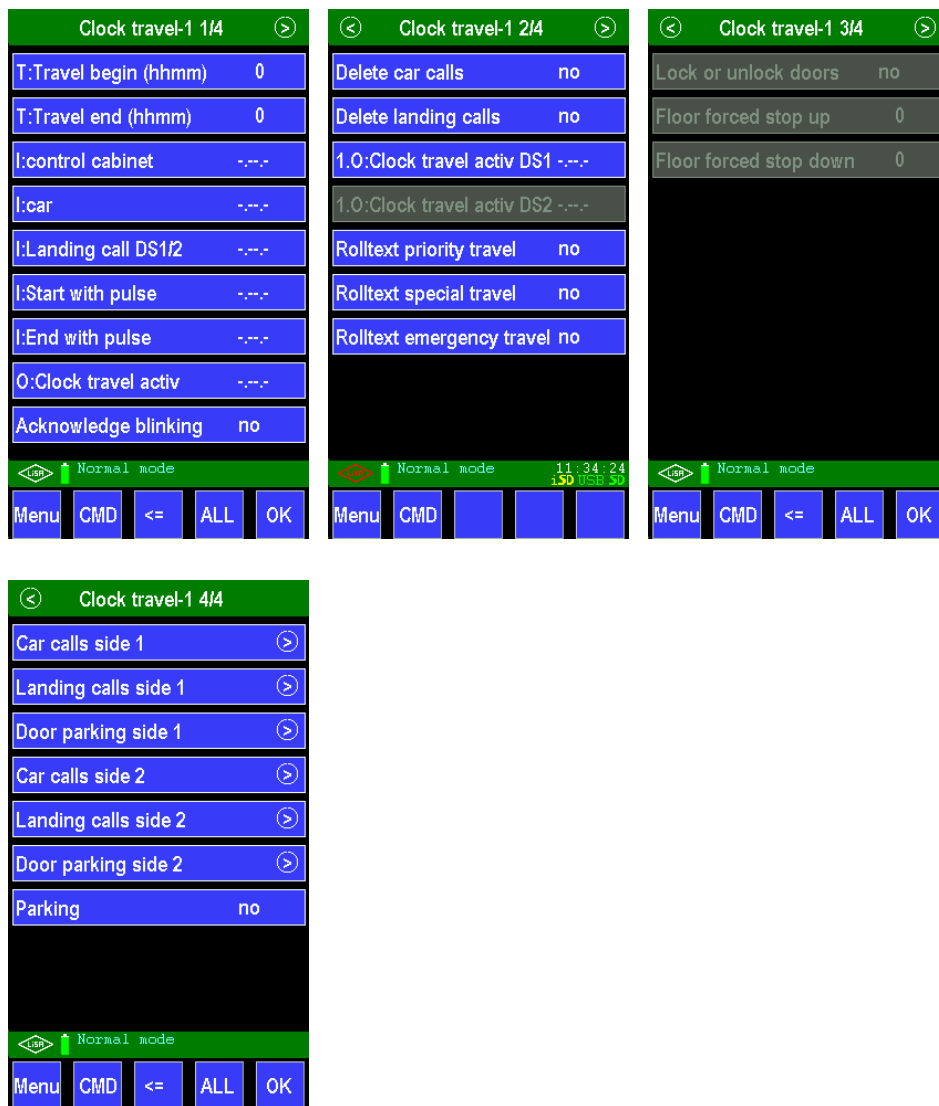 Clock travel-1 1/4 >
T:Travel begin (hhmm) 0
T:Travel end (hhmm) 0
I:control cabinet -.--.-
I:car -.--.-
I:Landing call DS1/2 -.--.-
I:Start with pulse -.--.-
I:End with pulse -.--.-
O:Clock travel activ -.--.-
Acknowledge blinking no
LiSA Normal mode
Menu CMD <= ALL OK
< Clock travel-1 2/4 >
Delete car calls no
Delete landing calls no
1.O:Clock travel activ DS1 -.--.-
1.O:Clock travel activ DS2 -.--.-
Rolltext priority travel no
Rolltext special travel no
Rolltext emergency travel no
LiSA Normal mode 11:34:24
iSD USB SD
Menu CMD
< Clock travel-1 3/4 >
Lock or unlock doors no
Floor forced stop up 0
Floor forced stop down 0
LiSA Normal mode
Menu CMD <= ALL OK
< Clock travel-1 4/4
Car calls side 1 >
Landing calls side 1 >
Door parking side 1 >
Car calls side 2 >
Landing calls side 2 >
Door parking side 2 >
Parking no
LiSA Normal mode
Menu CMD <= ALL OK